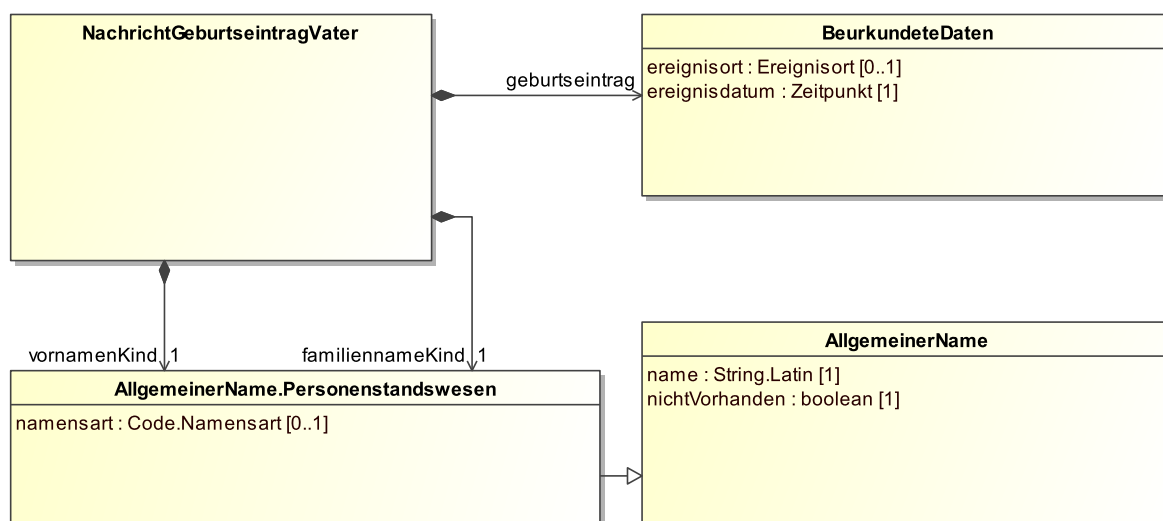 NachrichtGeburtseintragVater
BeurkundeteDaten
ereignisort : Ereignisort [0..1]
ereignisdatum : Zeitpunkt [1]
geburtseintrag
vornamenKind 1
familiennameKind 1
AllgemeinerName.Personenstandswesen
namensart : Code.Namensart [0..1]
AllgemeinerName
name : String.Latin [1]
nichtVorhanden : boolean [1]